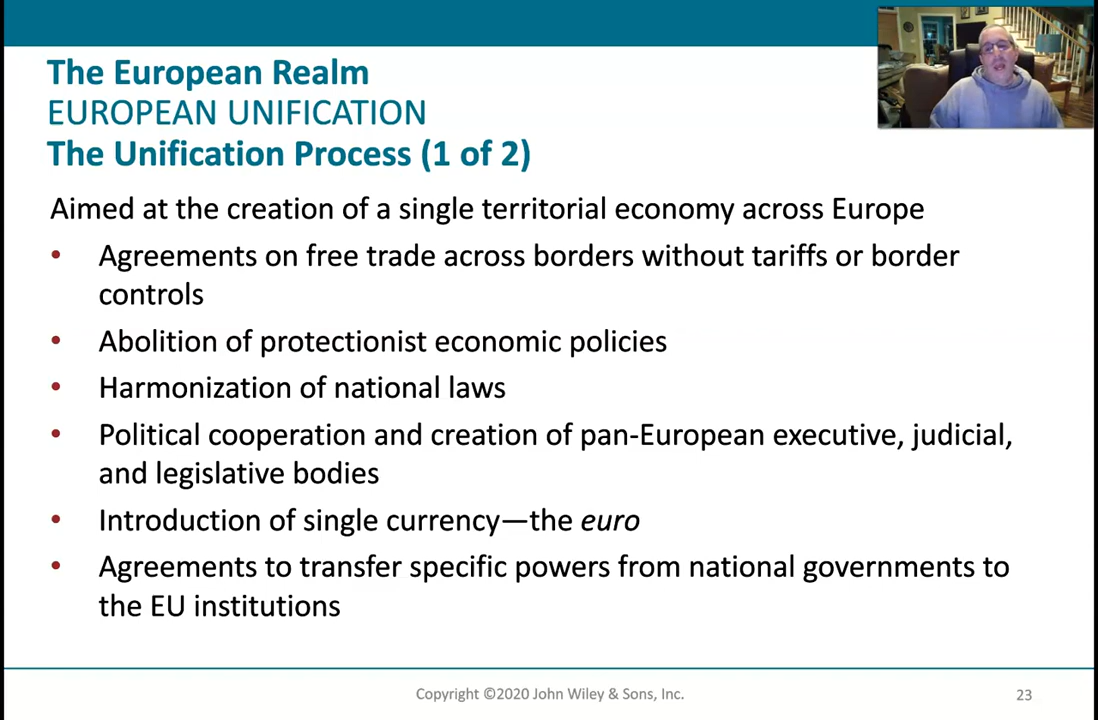 The European Realm
EUROPEAN UNIFICATION
The Unification Process (1 of 2)
Aimed at the creation of a single territorial economy across Europe
• Agreements on free trade across borders without tariffs or border
controls
• Abolition of protectionist economic policies
• Harmonization of national laws
• Political cooperation and creation of pan-European executive, judicial,
and legislative bodies
• Introduction of single currency—the euro
• Agreements to transfer specific powers from national governments to
the EU institutions
Copyright ©2020 John Wiley & Sons, Inc.
23